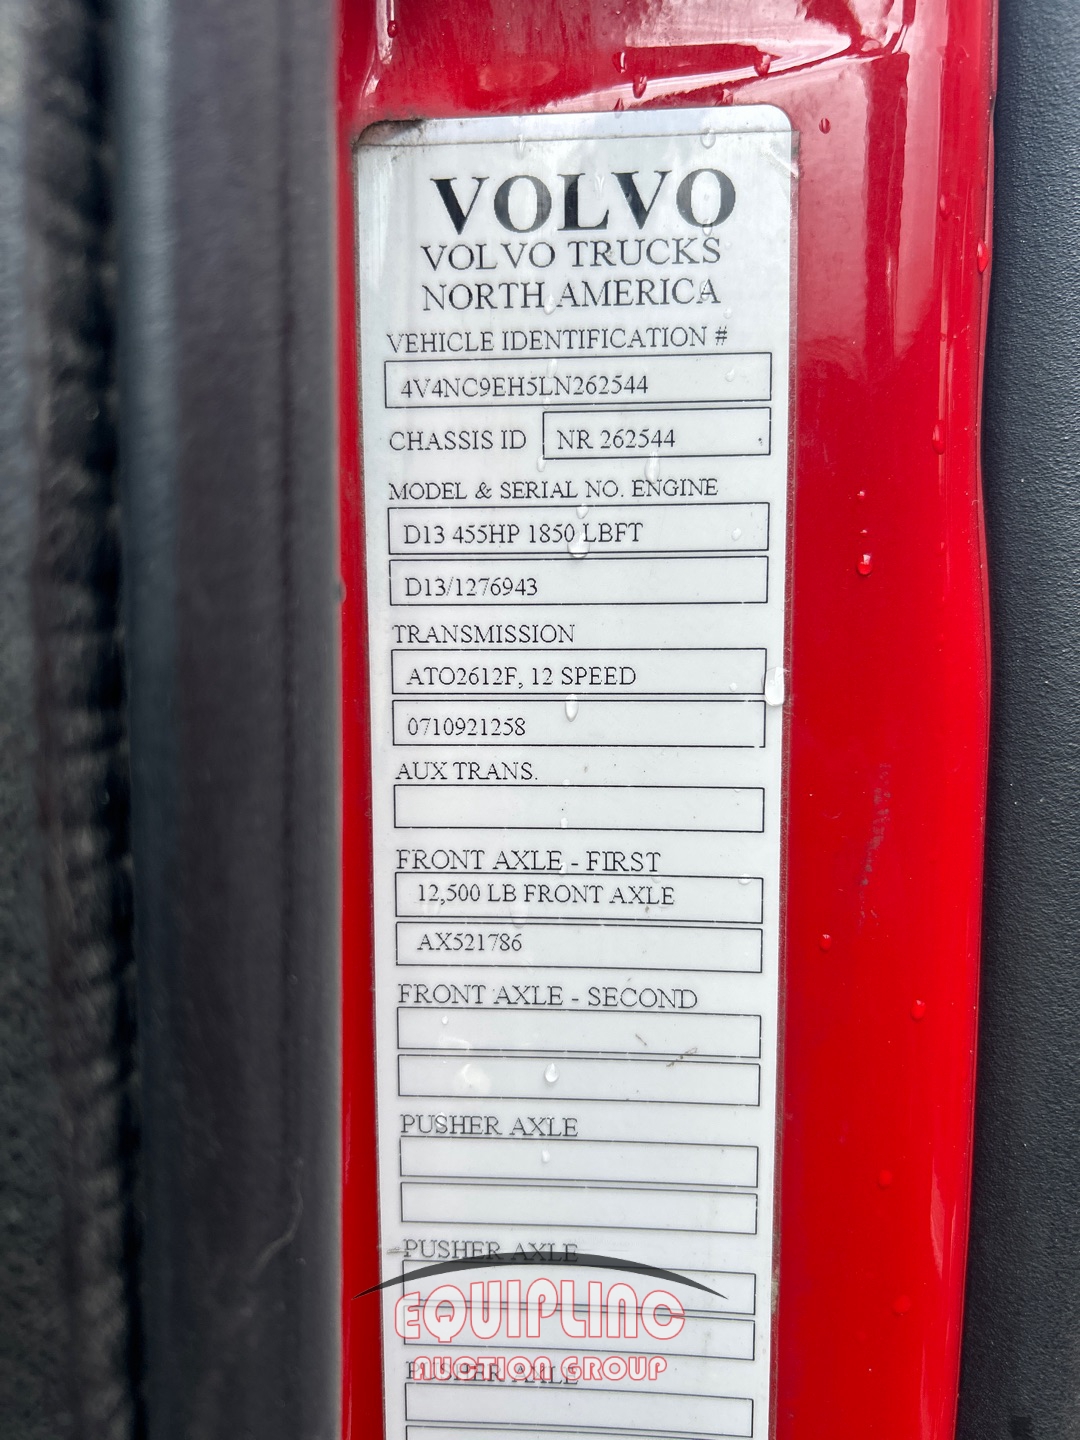 VOLVO
VOLVO TRUCKS
NORTH AMERICA
VEHICLE IDENTIFICATION #
4V4NC9EH5LN262544
CHASSIS ID NR 262544
MODEL & SERIAL NO. ENGINE
D13 455HP 1850 LBFT
D13/1276943
TRANSMISSION
ATO2612F, 12 SPEED
0710921258
AUX TRANS.
FRONT AXLE - FIRST
12,500 LB FRONT AXLE
AX521786
FRONT AXLE - SECOND
PUSHER AXLE
PUSHER AXLE
EQUIPLINC
AUCTION GROUP
PUSHER AXLE